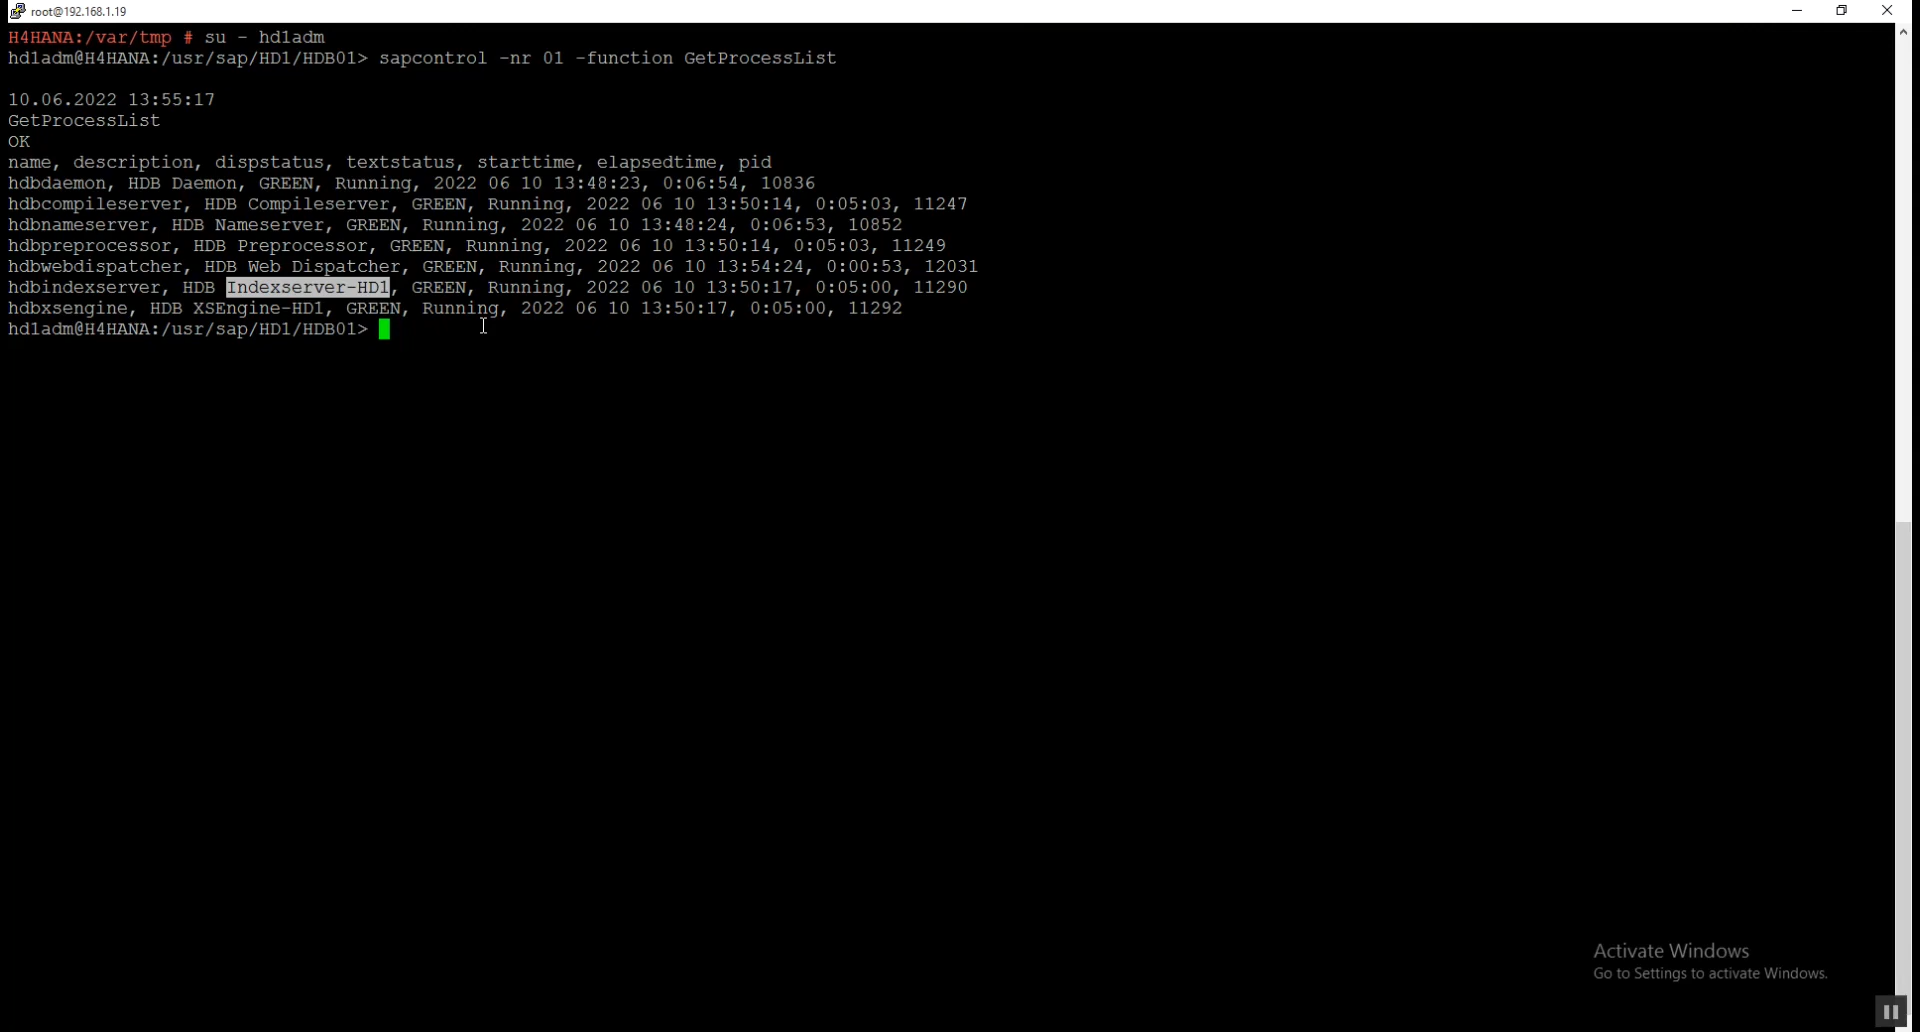 root@192.168.1.19
H4HANA:/var/tmp # su - hd1adm
hd1adm@H4HANA:/usr/sap/HD1/HDB01> sapcontrol -nr 01 -function GetProcessList
10.06.2022 13:55:17
GetProcessList
OK
name, description, dispstatus, textstatus, starttime, elapsedtime, pid
hdbdaemon, HDB Daemon, GREEN, Running, 2022 06 10 13:48:23, 0:06:54, 10836
hdbcompileserver, HDB Compileserver, GREEN, Running, 2022 06 10 13:50:14, 0:05:03, 11247
hdbnameserver, HDB Nameserver, GREEN, Running, 2022 06 10 13:48:24, 0:06:53, 10852
hdbpreprocessor, HDB Preprocessor, GREEN, Running, 2022 06 10 13:50:14, 0:05:03, 11249
hdbwebdispatcher, HDB Web Dispatcher, GREEN, Running, 2022 06 10 13:54:24, 0:00:53, 12031
hdbindexserver, HDB Indexserver-HD1, GREEN, Running, 2022 06 10 13:50:17, 0:05:00, 11290
hdbxsengine, HDB XSEngine-HD1, GREEN, Running, 2022 06 10 13:50:17, 0:05:00, 11292
hd1adm@H4HANA:/usr/sap/HD1/HDB01>
Activate Windows
Go to Settings to activate Windows.